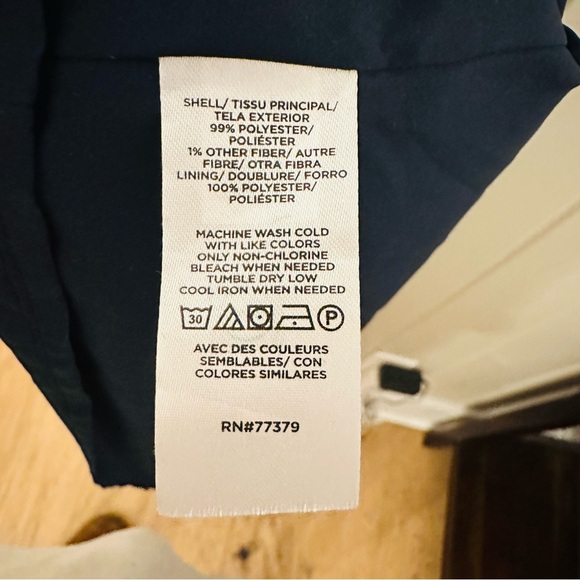 SHELL/ TISSU PRINCIPAL/
TELA EXTERIOR
99% POLYESTER/
POLIÉSTER
1% OTHER FIBER/ AUTRE
FIBRE/ OTRA FIBRA
LINING/ DOUBLURE/ FORRO
100% POLYESTER/
POLIÉSTER
MACHINE WASH COLD
WITH LIKE COLORS
ONLY NON-CHLORINE
BLEACH WHEN NEEDED
TUMBLE DRY LOW
COOL IRON WHEN NEEDED
30 P
AVEC DES COULEURS
SEMBLABLES/ CON
COLORES SIMILARES
RN#77379